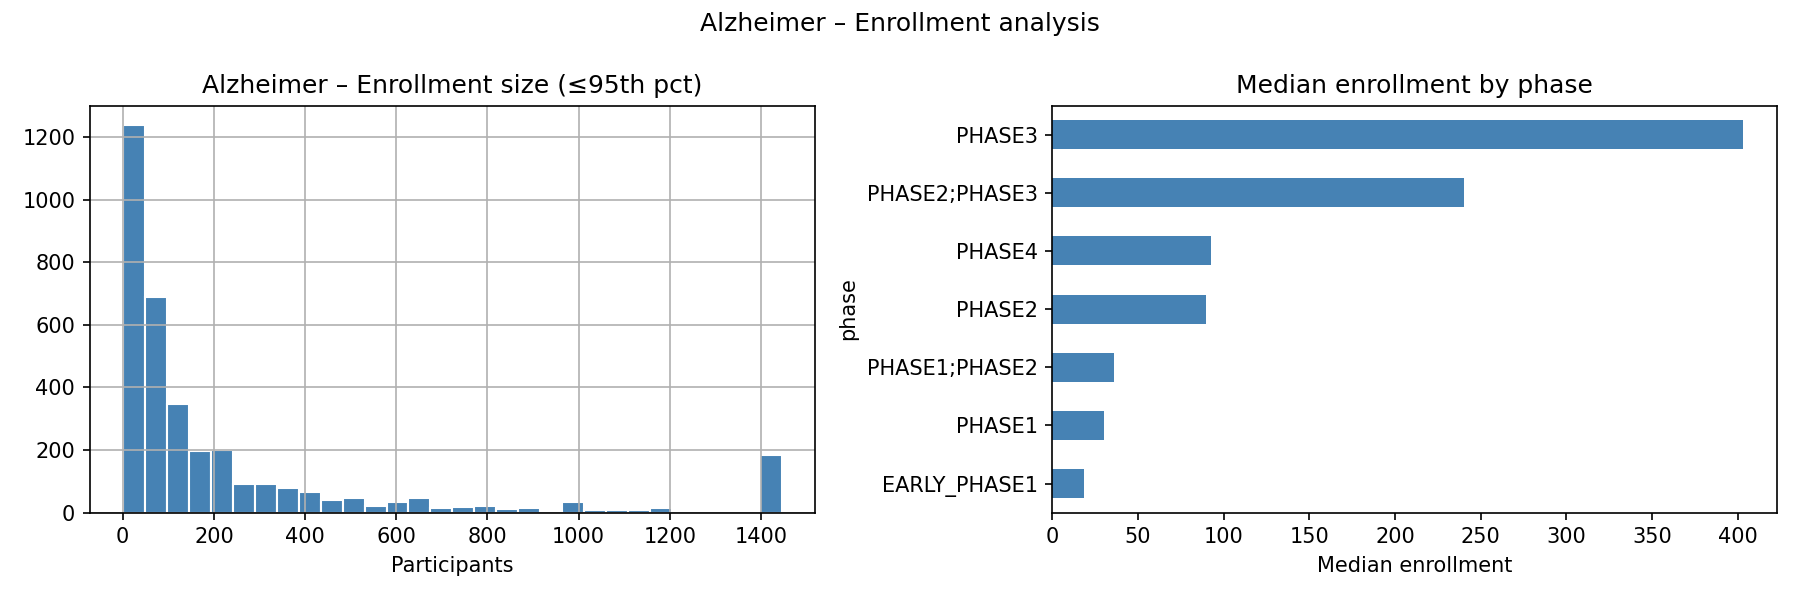 Alzheimer – Enrollment analysis
Alzheimer – Enrollment size (≤95th pct)
1200
1000
800
600
400
200
0
0 200 400 600 800 1000 1200 1400
Participants
Median enrollment by phase
phase
PHASE3
PHASE2;PHASE3
PHASE4
PHASE2
PHASE1;PHASE2
PHASE1
EARLY_PHASE1
0 50 100 150 200 250 300 350 400
Median enrollment